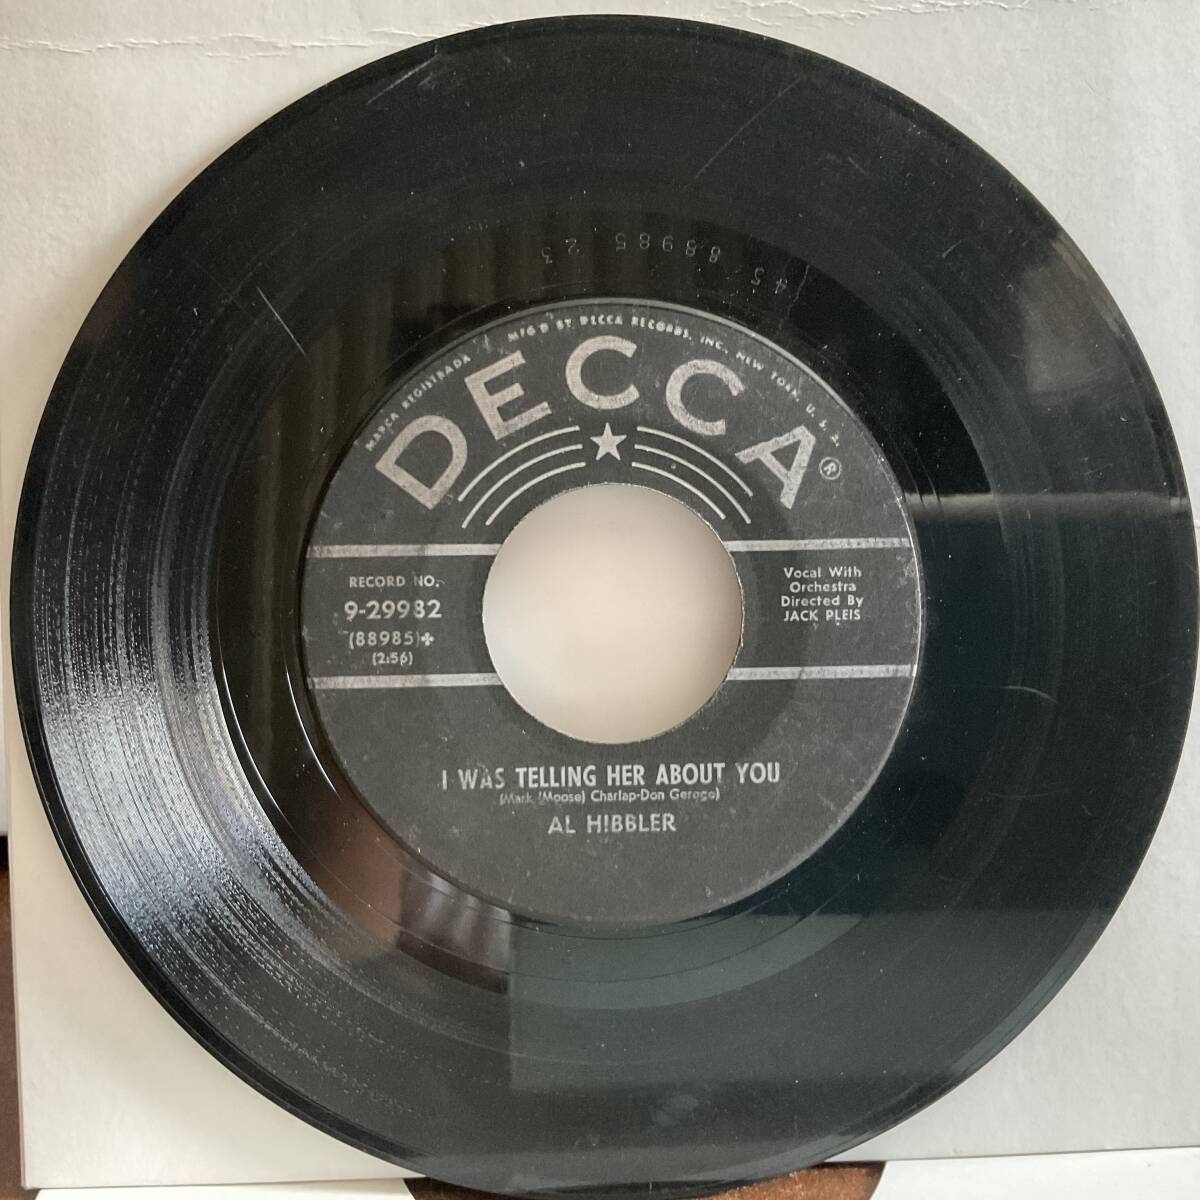 45 88985 23
MARCA REGISTRADA MFG'D BY DECCA RECORDS, INC., NEW YORK, U.S.A.
DECCA®
RECORD NO.
9-29982
(88985)✤
(2:56)
Vocal With
Orchestra
Directed By
JACK PLEIS
I WAS TELLING HER ABOUT YOU
(Mark (Moose) Charlap-Don Geroge)
AL HIBBLER